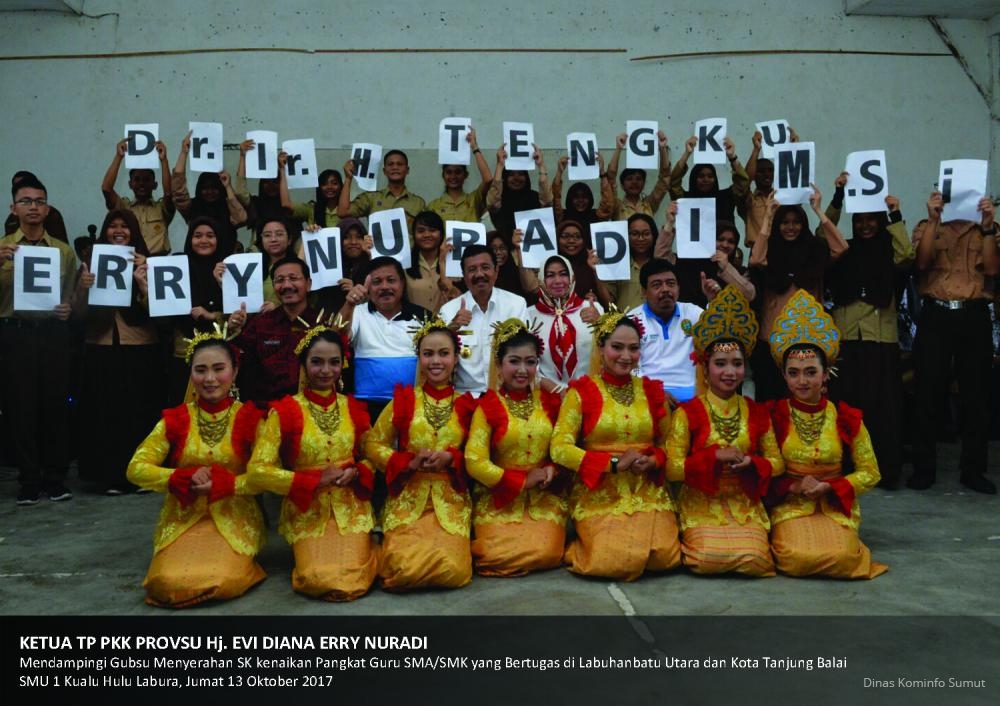 Dr. Ir. H. TENGKU
ERRY NURADI M.Si
KETUA TP PKK PROVSU Hj. EVI DIANA ERRY NURADI
Mendampingi Gubsu Menyerahan SK kenaikan Pangkat Guru SMA/SMK yang Bertugas di Labuhanbatu Utara dan Kota Tanjung Balai
SMU 1 Kualu Hulu Labura, Jumat 13 Oktober 2017
Dinas Kominfo Sumut